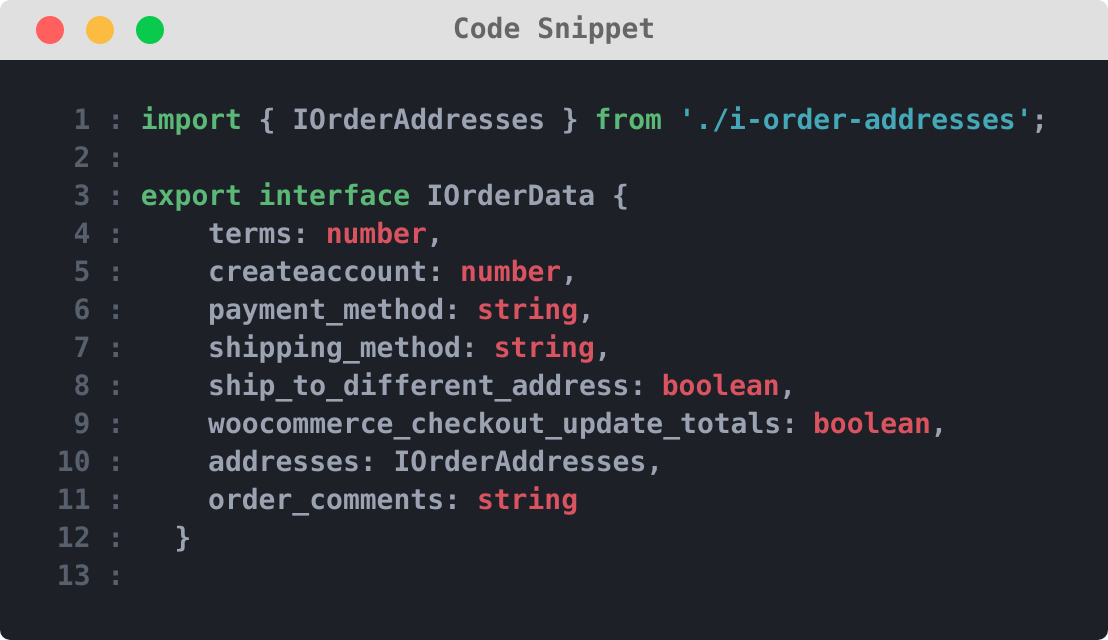 Code Snippet
1 : import { IOrderAddresses } from './i-order-addresses';
2 :
3 : export interface IOrderData {
4 :     terms: number,
5 :     createaccount: number,
6 :     payment_method: string,
7 :     shipping_method: string,
8 :     ship_to_different_address: boolean,
9 :     woocommerce_checkout_update_totals: boolean,
10 :     addresses: IOrderAddresses,
11 :     order_comments: string
12 :   }
13 :